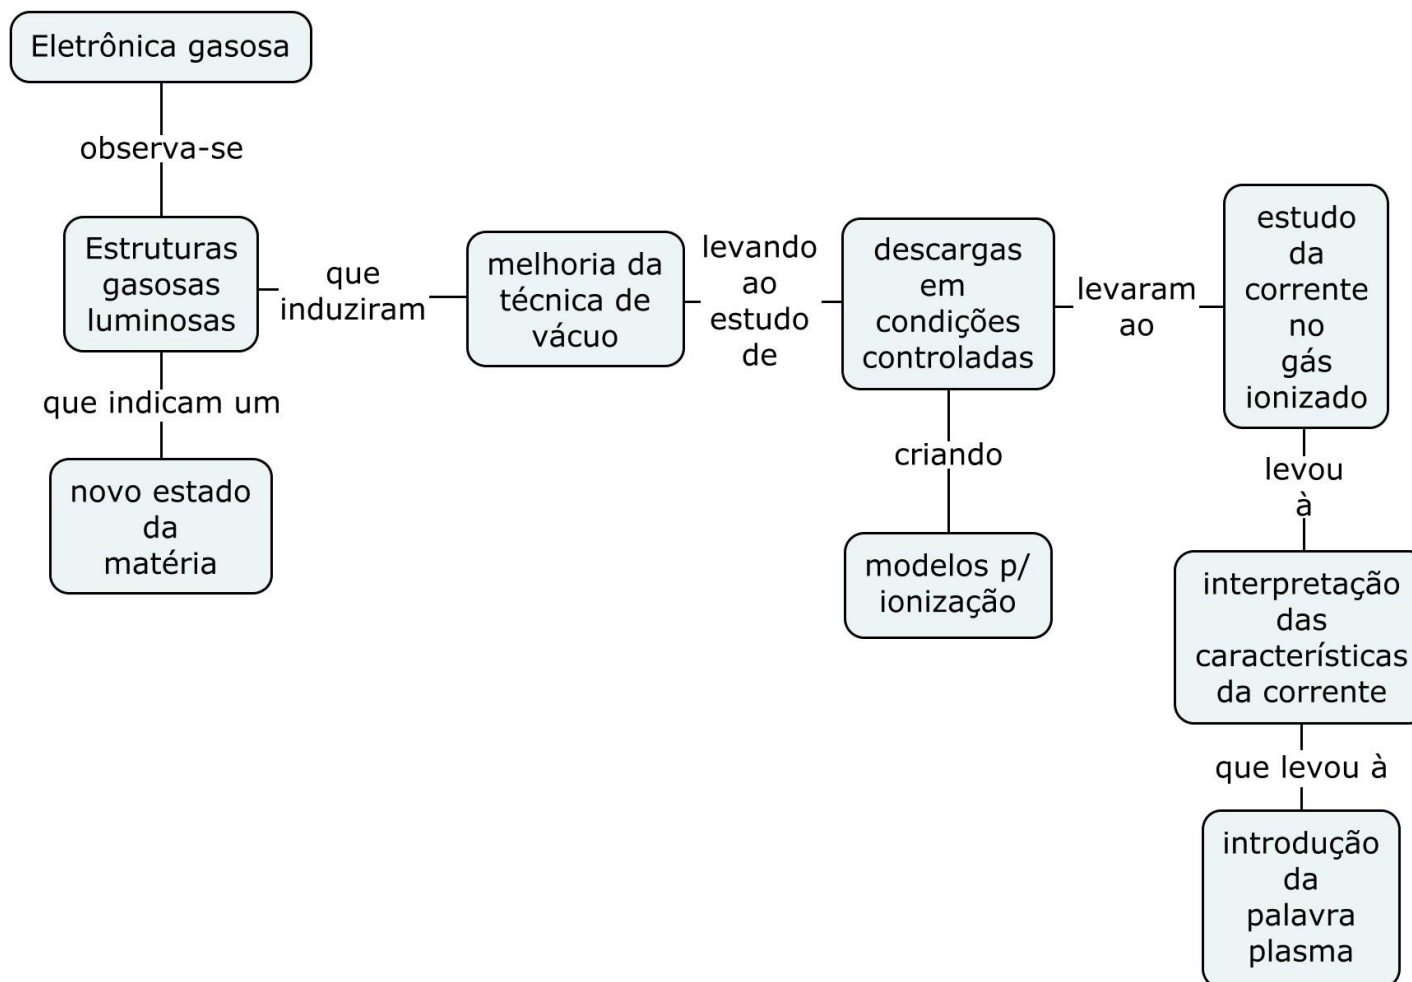 Eletrônica gasosa
observa-se
Estruturas
gasosas
luminosas
que indicam um
novo estado
da
matéria
que
induziram
melhoria da
técnica de
vácuo
levando
ao
estudo
de
descargas
em
condições
controladas
criando
modelos p/
ionização
levaram
ao
estudo
da
corrente
no
gás
ionizado
levou
à
interpretação
das
características
da corrente
que levou à
introdução
da
palavra
plasma